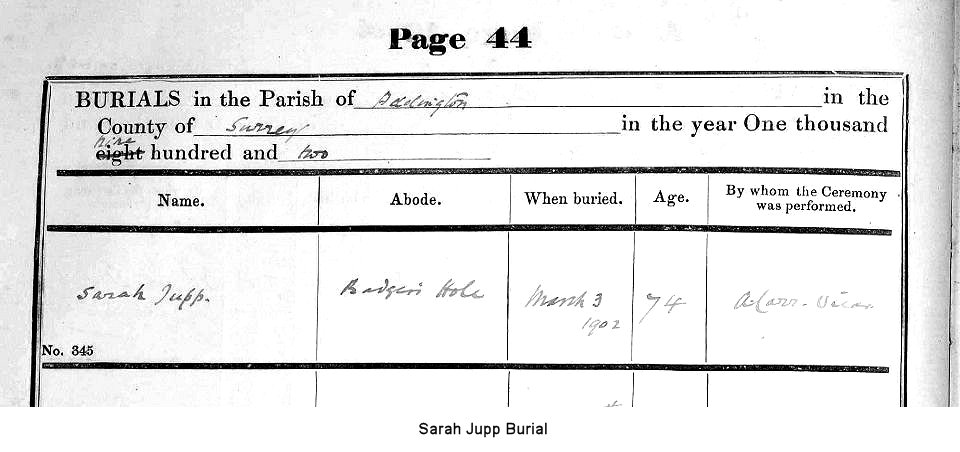 Page 44
BURIALS in the Parish of Addington in the
County of Surrey in the year One thousand
nine
eight hundred and two
Name. Abode. When buried. Age. By whom the Ceremony
was performed.
Sarah Jupp. Badgers Hole March 3 74 A. Carr. Vicar
1902
No. 345
Sarah Jupp Burial